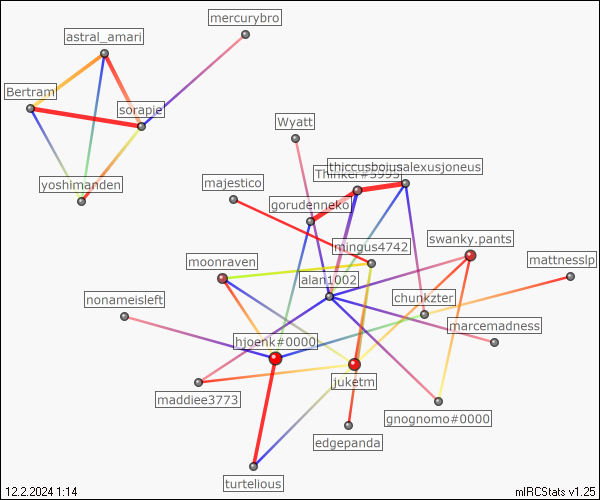 mercurybro
astral_amari
Bertram
sorapie
Wyatt
thiccusboiusalexusjoneus
Thinker#5995
yoshimanden
majestico
gorudenneko
swanky.pants
mingus4742
moonraven
mattnesslp
alan1002
nonameisleft
chunkzter
marcemadness
hjoenk#0000
juketm
maddiee3773
gnognomo#0000
edgepanda
turtelious
12.2.2024 1:14
mIRCStats v1.25